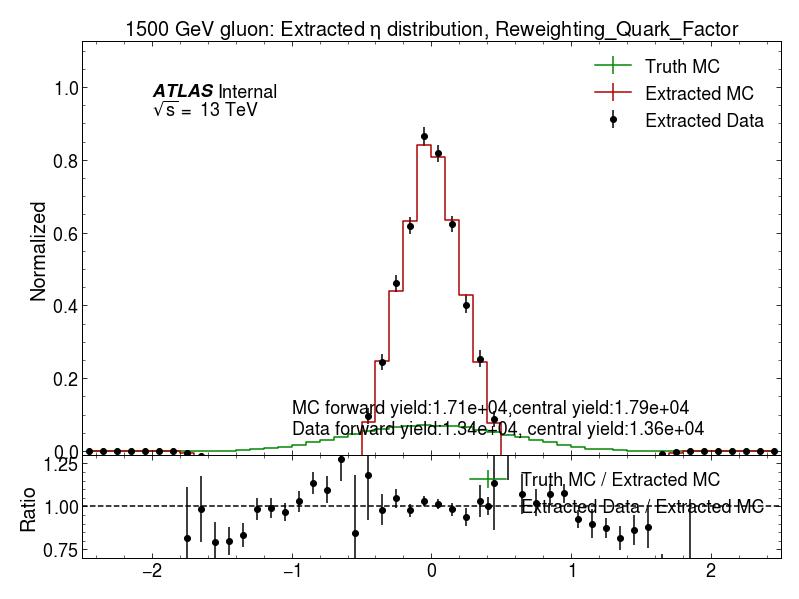 1500 GeV gluon: Extracted η distribution, Reweighting_Quark_Factor
ATLAS Internal
√s = 13 TeV
Truth MC
Extracted MC
Extracted Data
Normalized
1.0
0.8
0.6
0.4
0.2
0.0
MC forward yield:1.71e+04,central yield:1.79e+04
Data forward yield:1.34e+04, central yield:1.36e+04
Ratio
1.25
1.00
0.75
Truth MC / Extracted MC
Extracted Data / Extracted MC
−2 −1 0 1 2